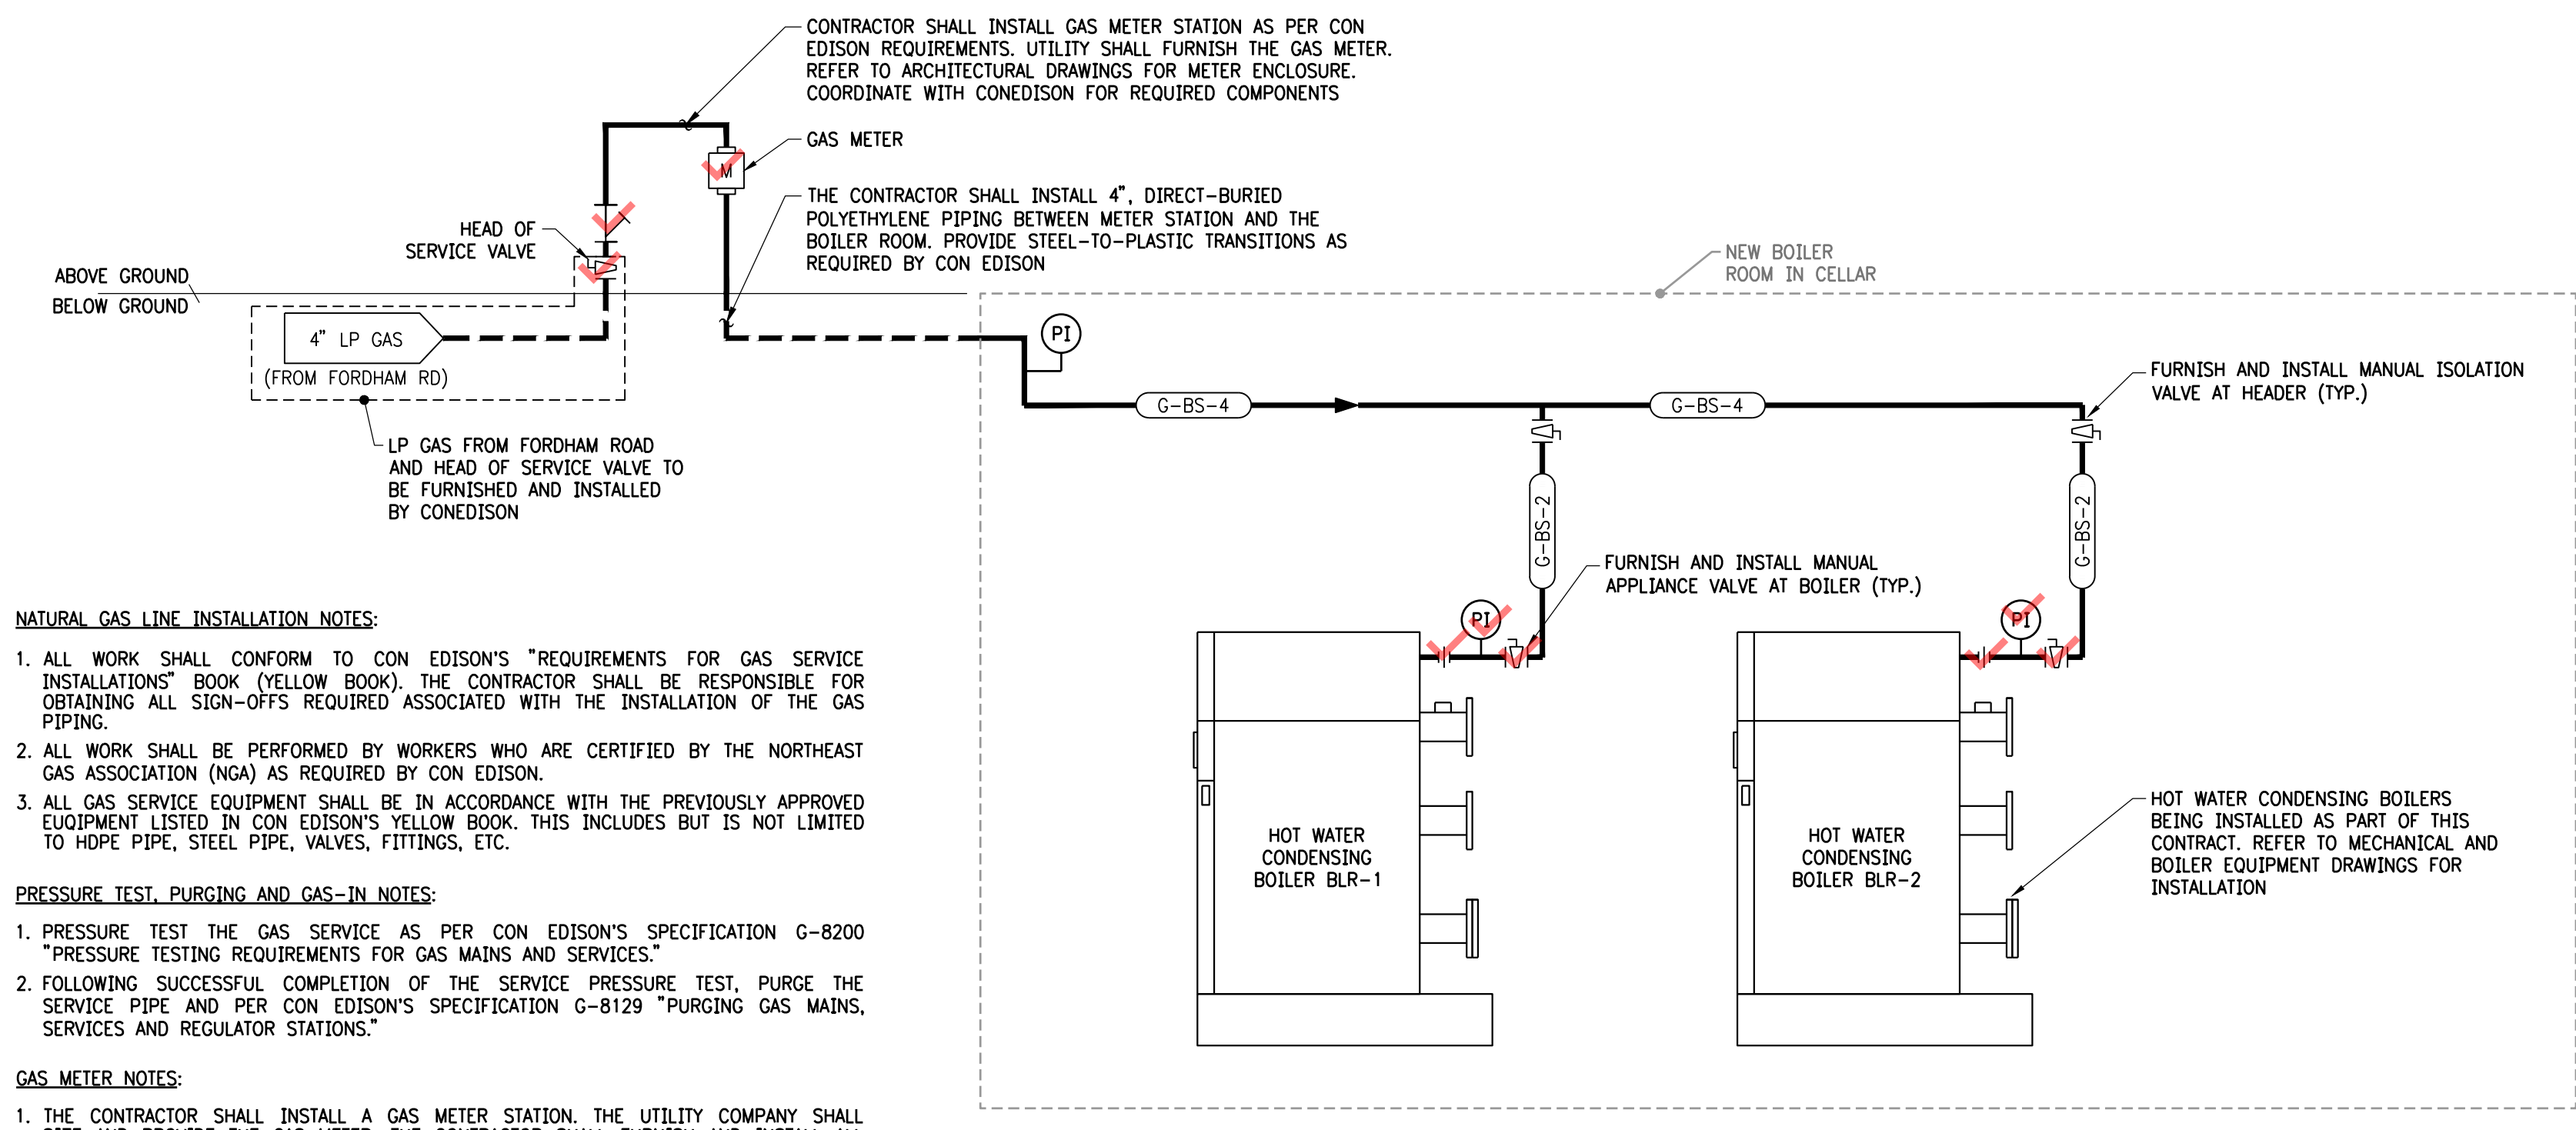 CONTRACTOR SHALL INSTALL GAS METER STATION AS PER CON
EDISON REQUIREMENTS. UTILITY SHALL FURNISH THE GAS METER.
REFER TO ARCHITECTURAL DRAWINGS FOR METER ENCLOSURE.
COORDINATE WITH CONEDISON FOR REQUIRED COMPONENTS
GAS METER
M
THE CONTRACTOR SHALL INSTALL 4", DIRECT-BURIED
POLYETHYLENE PIPING BETWEEN METER STATION AND THE
BOILER ROOM. PROVIDE STEEL-TO-PLASTIC TRANSITIONS AS
REQUIRED BY CON EDISON
HEAD OF
SERVICE VALVE
ABOVE GROUND
BELOW GROUND
4" LP GAS
(FROM FORDHAM RD)
LP GAS FROM FORDHAM ROAD
AND HEAD OF SERVICE VALVE TO
BE FURNISHED AND INSTALLED
BY CONEDISON
NEW BOILER
ROOM IN CELLAR
PI
G-BS-4
G-BS-4
FURNISH AND INSTALL MANUAL ISOLATION
VALVE AT HEADER (TYP.)
G-BS-2
G-BS-2
FURNISH AND INSTALL MANUAL
APPLIANCE VALVE AT BOILER (TYP.)
PI
PI
HOT WATER
CONDENSING
BOILER BLR-1
HOT WATER
CONDENSING
BOILER BLR-2
HOT WATER CONDENSING BOILERS
BEING INSTALLED AS PART OF THIS
CONTRACT. REFER TO MECHANICAL AND
BOILER EQUIPMENT DRAWINGS FOR
INSTALLATION
NATURAL GAS LINE INSTALLATION NOTES:
1. ALL WORK SHALL CONFORM TO CON EDISON'S "REQUIREMENTS FOR GAS SERVICE
INSTALLATIONS" BOOK (YELLOW BOOK). THE CONTRACTOR SHALL BE RESPONSIBLE FOR
OBTAINING ALL SIGN-OFFS REQUIRED ASSOCIATED WITH THE INSTALLATION OF THE GAS
PIPING.
2. ALL WORK SHALL BE PERFORMED BY WORKERS WHO ARE CERTIFIED BY THE NORTHEAST
GAS ASSOCIATION (NGA) AS REQUIRED BY CON EDISON.
3. ALL GAS SERVICE EQUIPMENT SHALL BE IN ACCORDANCE WITH THE PREVIOUSLY APPROVED
EUQIPMENT LISTED IN CON EDISON'S YELLOW BOOK. THIS INCLUDES BUT IS NOT LIMITED
TO HDPE PIPE, STEEL PIPE, VALVES, FITTINGS, ETC.
PRESSURE TEST, PURGING AND GAS-IN NOTES:
1. PRESSURE TEST THE GAS SERVICE AS PER CON EDISON'S SPECIFICATION G-8200
"PRESSURE TESTING REQUIREMENTS FOR GAS MAINS AND SERVICES."
2. FOLLOWING SUCCESSFUL COMPLETION OF THE SERVICE PRESSURE TEST, PURGE THE
SERVICE PIPE AND PER CON EDISON'S SPECIFICATION G-8129 "PURGING GAS MAINS,
SERVICES AND REGULATOR STATIONS."
GAS METER NOTES:
1. THE CONTRACTOR SHALL INSTALL A GAS METER STATION. THE UTILITY COMPANY SHALL